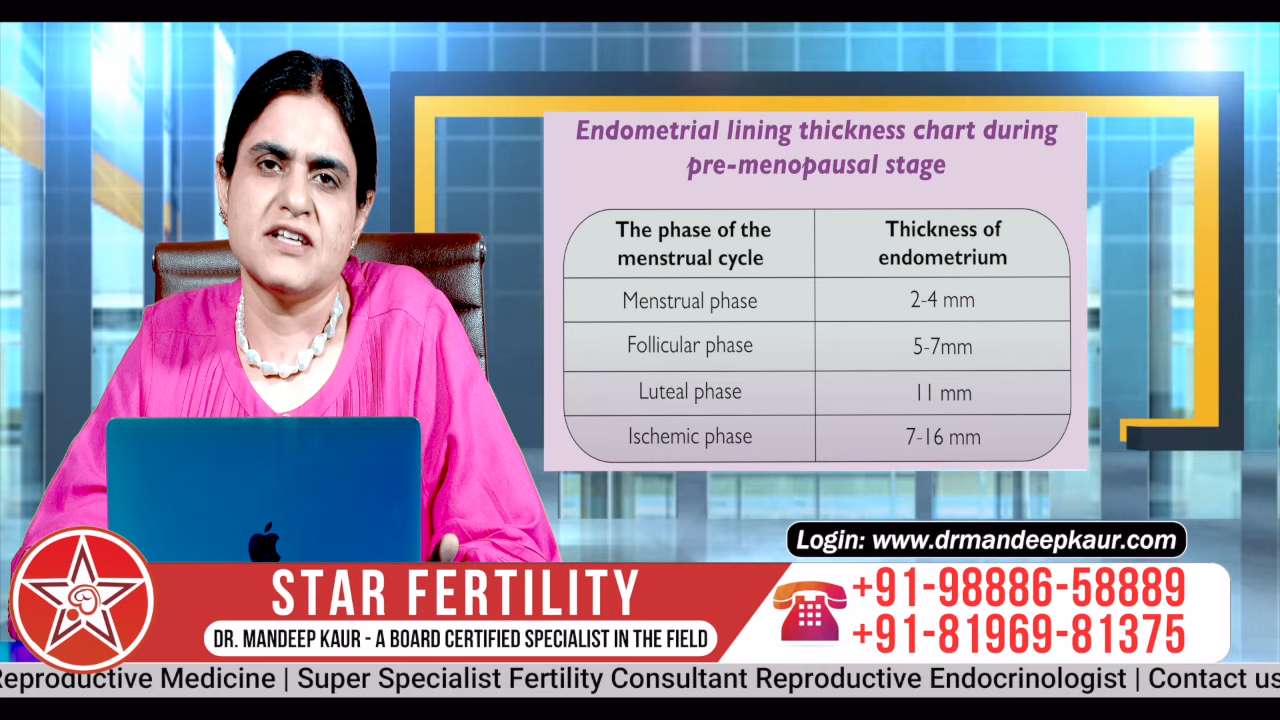 Endometrial lining thickness chart during
pre-menopausal stage
The phase of the
menstrual cycle
Thickness of
endometrium
Menstrual phase
2-4 mm
Follicular phase
5-7mm
Luteal phase
11 mm
Ischemic phase
7-16 mm
Login: www.drmandeepkaur.com
STAR FERTILITY
DR. MANDEEP KAUR - A BOARD CERTIFIED SPECIALIST IN THE FIELD
+91-98886-58889
+91-81969-81375
Reproductive Medicine | Super Specialist Fertility Consultant Reproductive Endocrinologist | Contact us